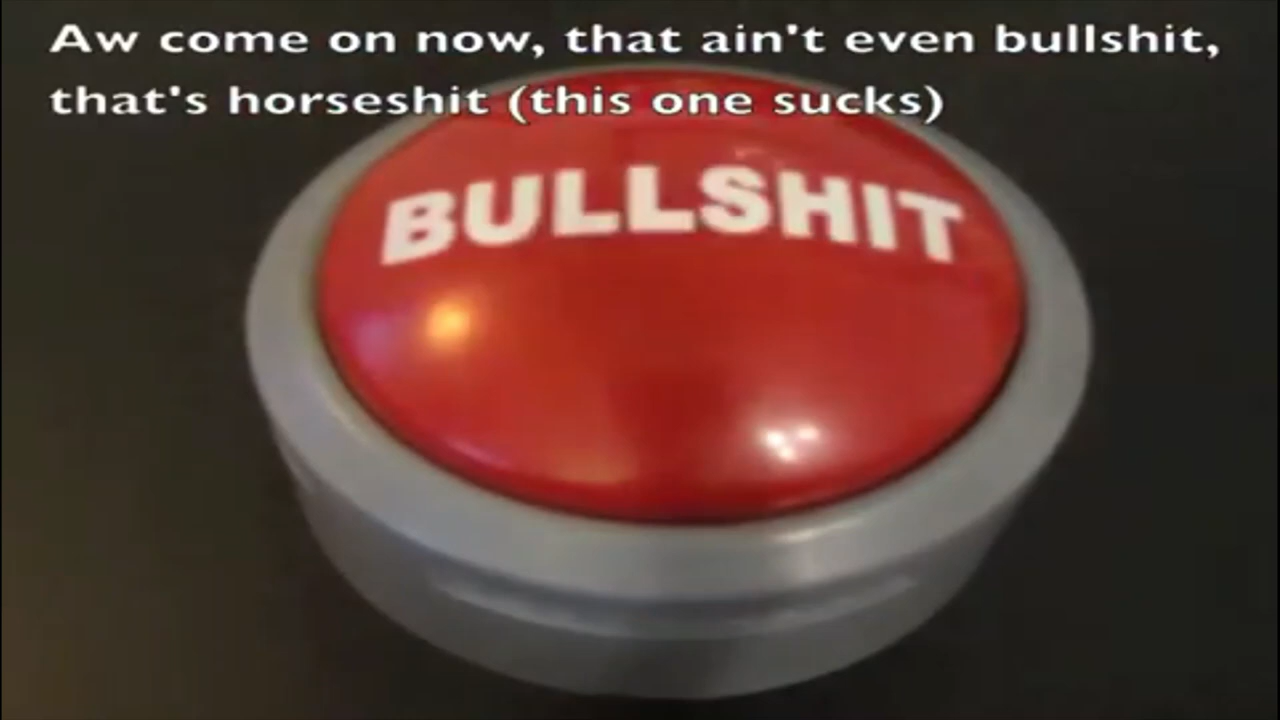 Aw come on now, that ain't even bullshit,
that's horseshit (this one sucks)
BULLSHIT